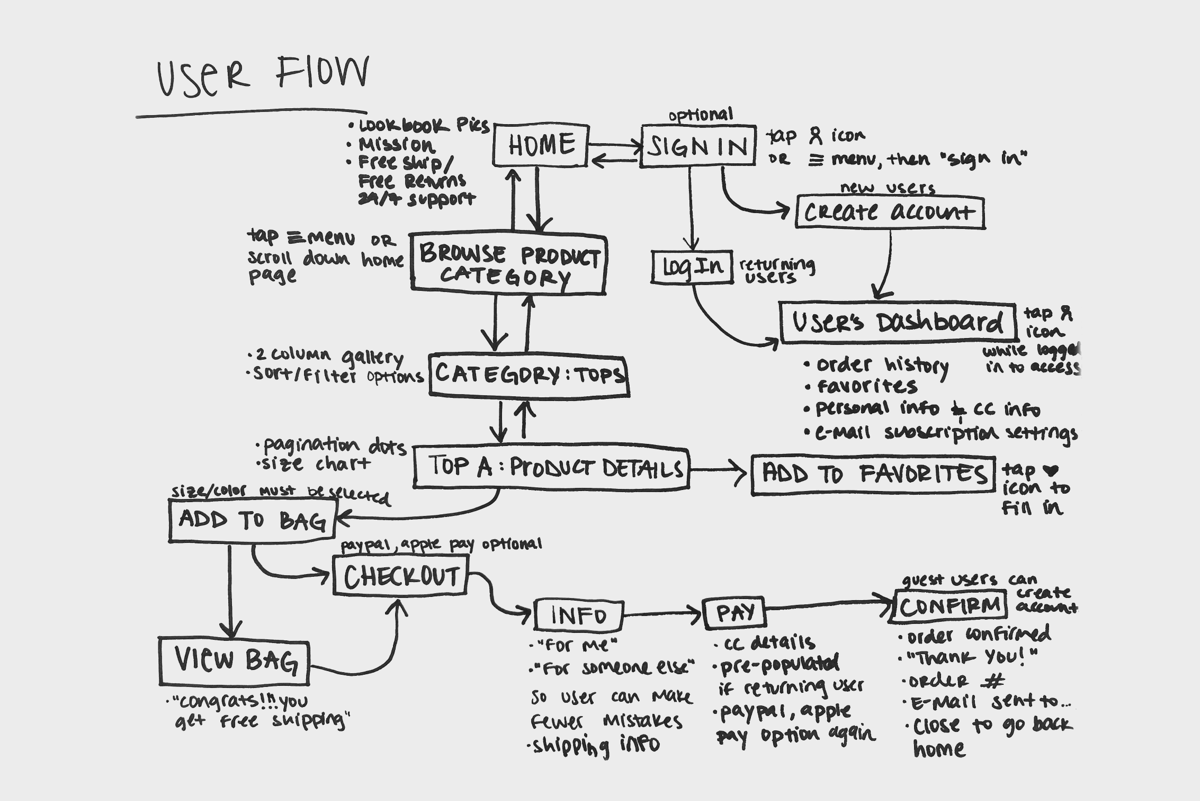 USER FLOW
• Lookbook Pics
• Mission
• Free ship/
Free Returns
24/7 support
HOME
optional
SIGN IN
tap icon
OR ≡ menu, then "sign in"
new users
create account
tap ≡ menu OR
scroll down home
page
BROWSE PRODUCT
CATEGORY
Log In
returning
users
USER'S DASHBOARD
tap
icon
while logged
in to access
• order history
• favorites
• personal info & CC info
• e-mail subscription settings
• 2 column gallery
• sort/filter options
CATEGORY: TOPS
• pagination dots
• size chart
TOP A: PRODUCT DETAILS
ADD TO FAVORITES
tap ♥
icon to
fill in
size/color must be selected
ADD TO BAG
paypal, apple pay optional
CHECKOUT
VIEW BAG
• "congrats!!! you
get free shipping"
INFO
• "For me"
• "For someone else"
so user can make
fewer mistakes
• shipping info
PAY
• CC details
• pre-populated
if returning user
• paypal, apple
pay option again
guest users can
create
account
CONFIRM
• order confirmed
• "Thank You!"
• order #
• E-Mail sent to...
• close to go back
home